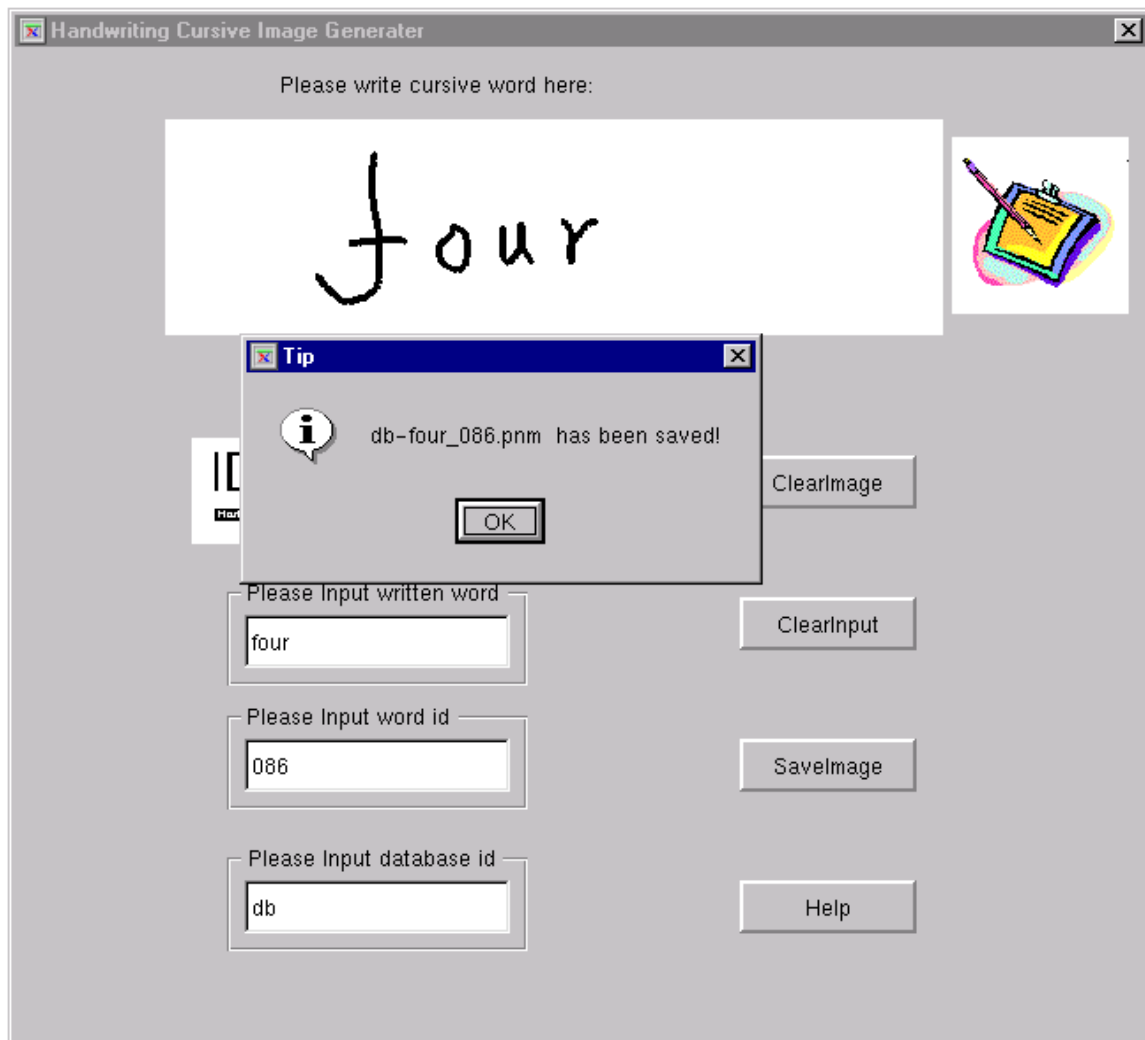 Handwriting Cursive Image Generater
Please write cursive word here:
four
Tip
db-four_086.pnm has been saved!
OK
ClearImage
Please Input written word
four
ClearInput
Please Input word id
086
SaveImage
Please Input database id
db
Help